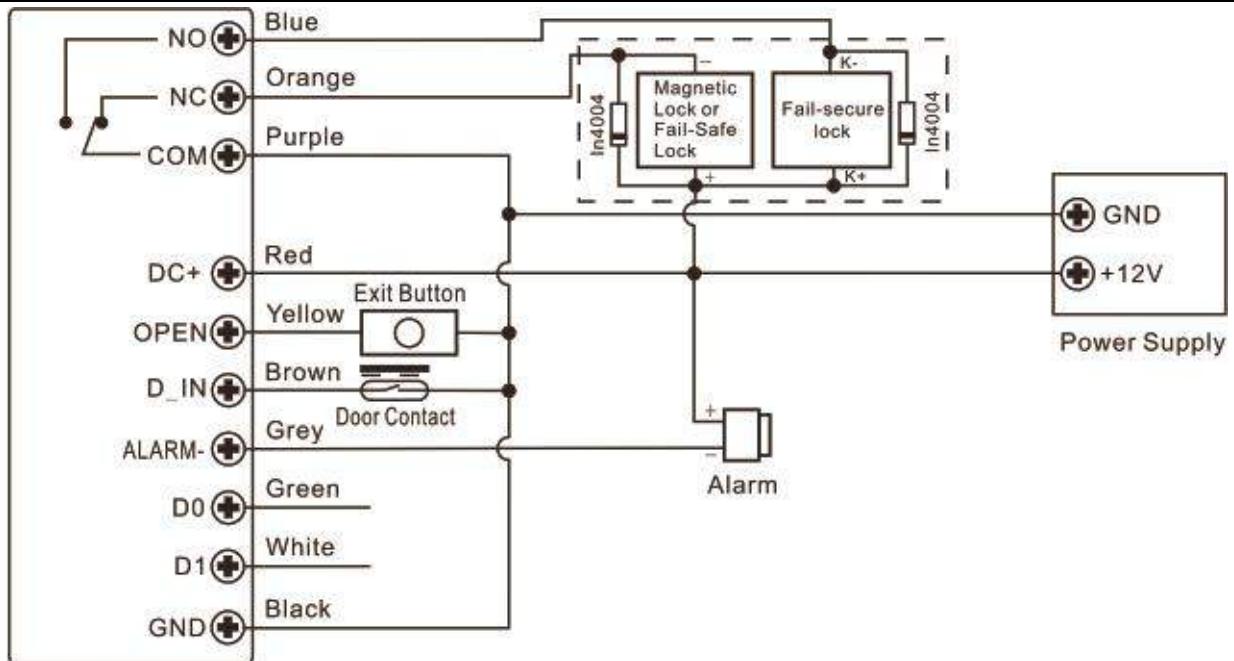 NO
Blue
NC
Orange
COM
Purple
DC+
Red
OPEN
Yellow
D_IN
Brown
ALARM-
Grey
D0
Green
D1
White
GND
Black
Exit Button
Door Contact
In4004
−
Magnetic
Lock or
Fail-Safe
Lock
+
K-
Fail-secure
lock
K+
In4004
GND
+12V
Power Supply
+
−
Alarm